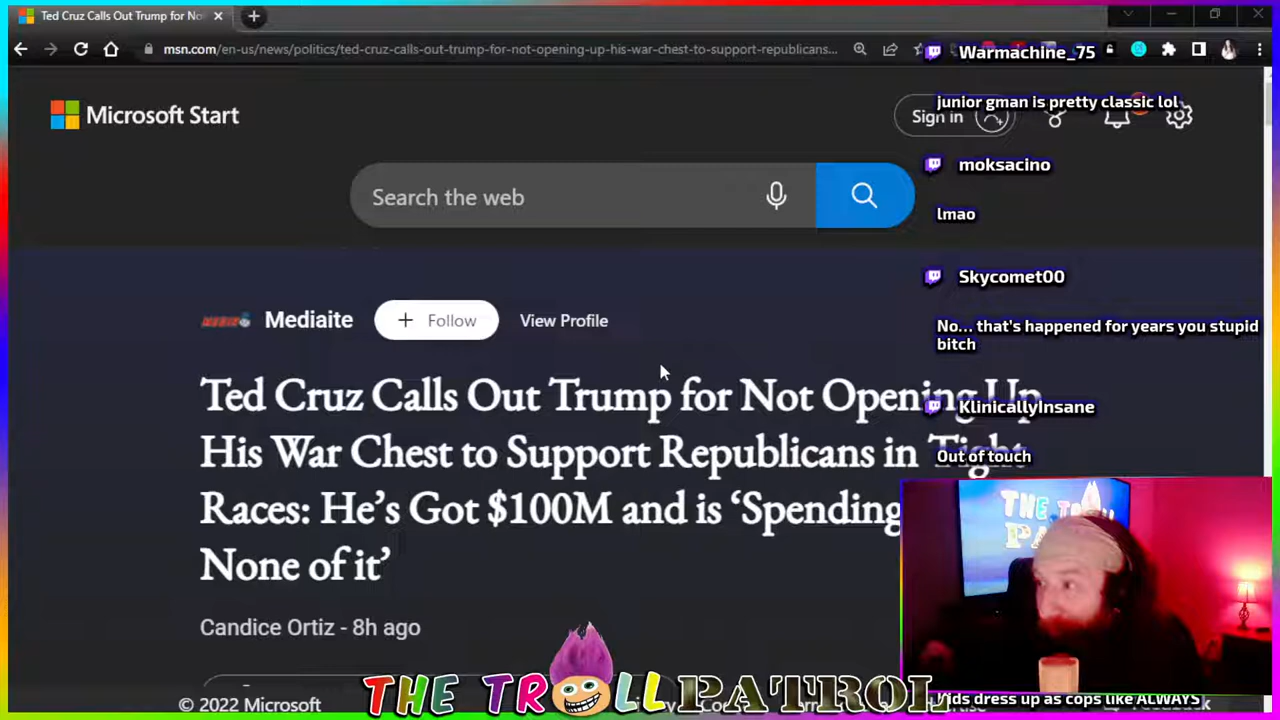 Ted Cruz Calls Out Trump for No
msn.com/en-us/news/politics/ted-cruz-calls-out-trump-for-not-opening-up-his-war-chest-to-support-republicans...
Microsoft Start
Sign in
Search the web
Warmachine_75
junior gman is pretty classic lol
moksacino
lmao
Skycomet00
No... that's happened for years you stupid
bitch
KlinicallyInsane
Out of touch
Mediaite
+ Follow
View Profile
Ted Cruz Calls Out Trump for Not Opening Up
His War Chest to Support Republicans in Tight
Races: He's Got $100M and is 'Spending
None of it'
Candice Ortiz - 8h ago
THE TROLL
© 2022 Microsoft
THE TROLL PATROL
Kids dress up as cops like ALWAYS